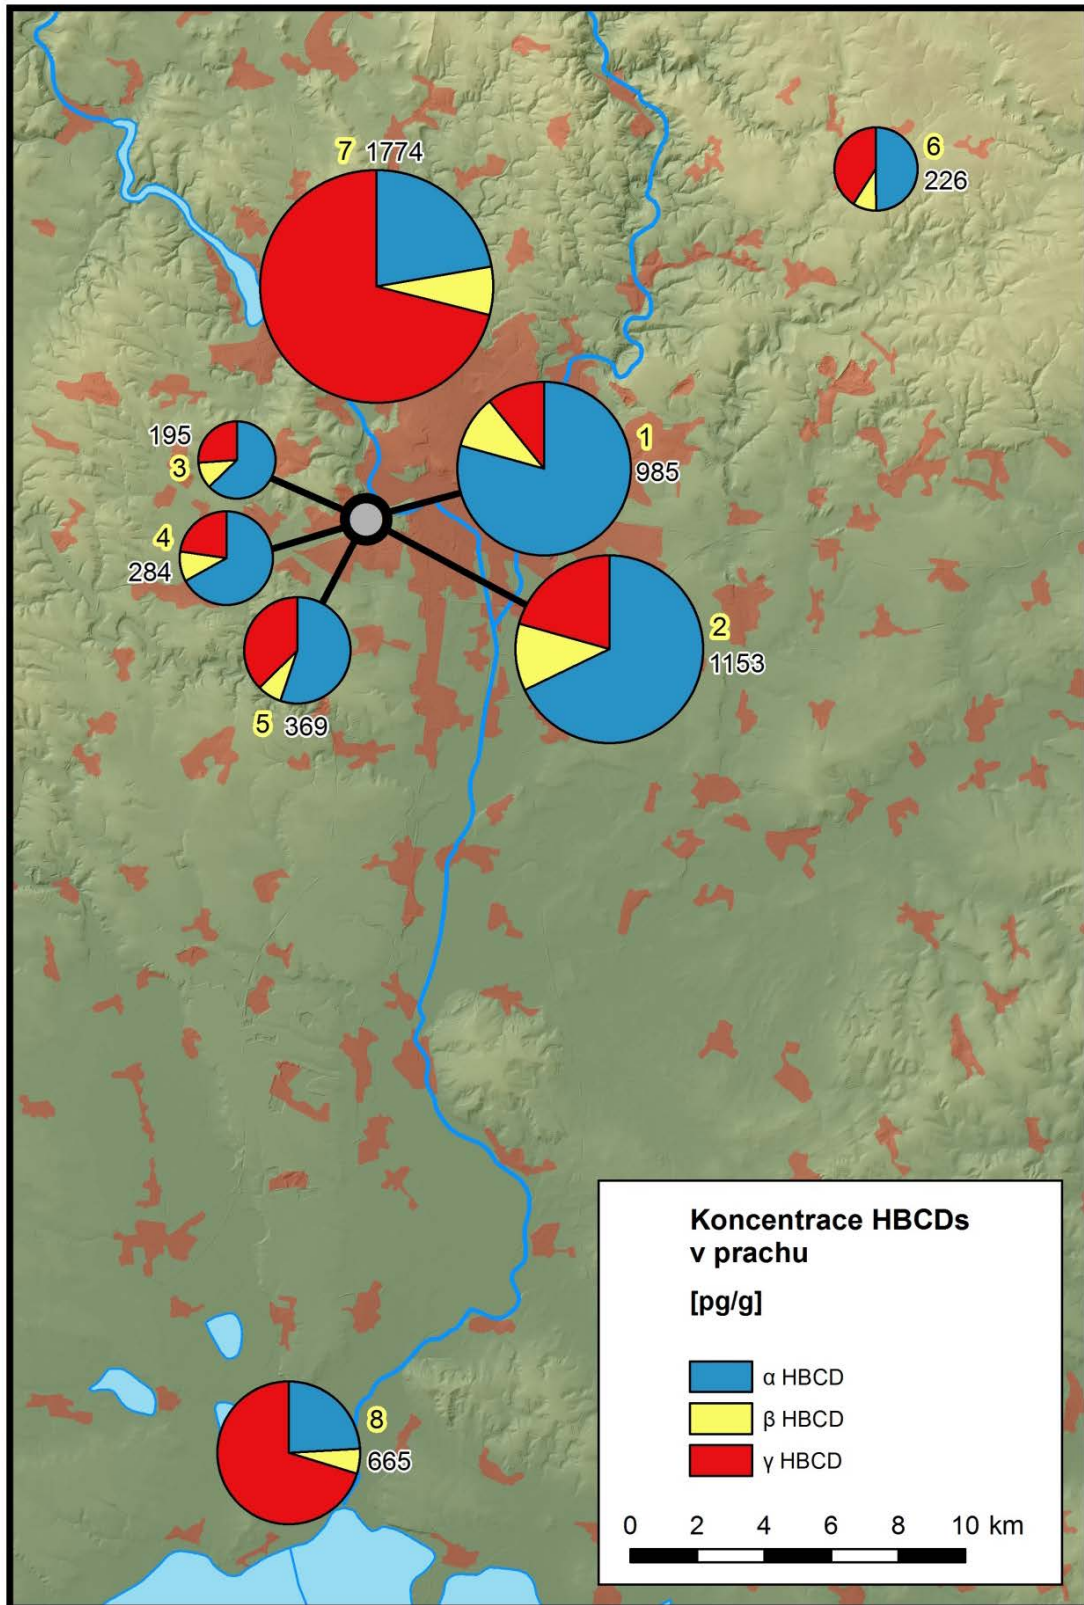 7 1774
6
226
195
3
1
985
4
284
2
1153
5 369
8
665
Koncentrace HBCDs
v prachu
[pg/g]
α HBCD
β HBCD
γ HBCD
0 2 4 6 8 10 km